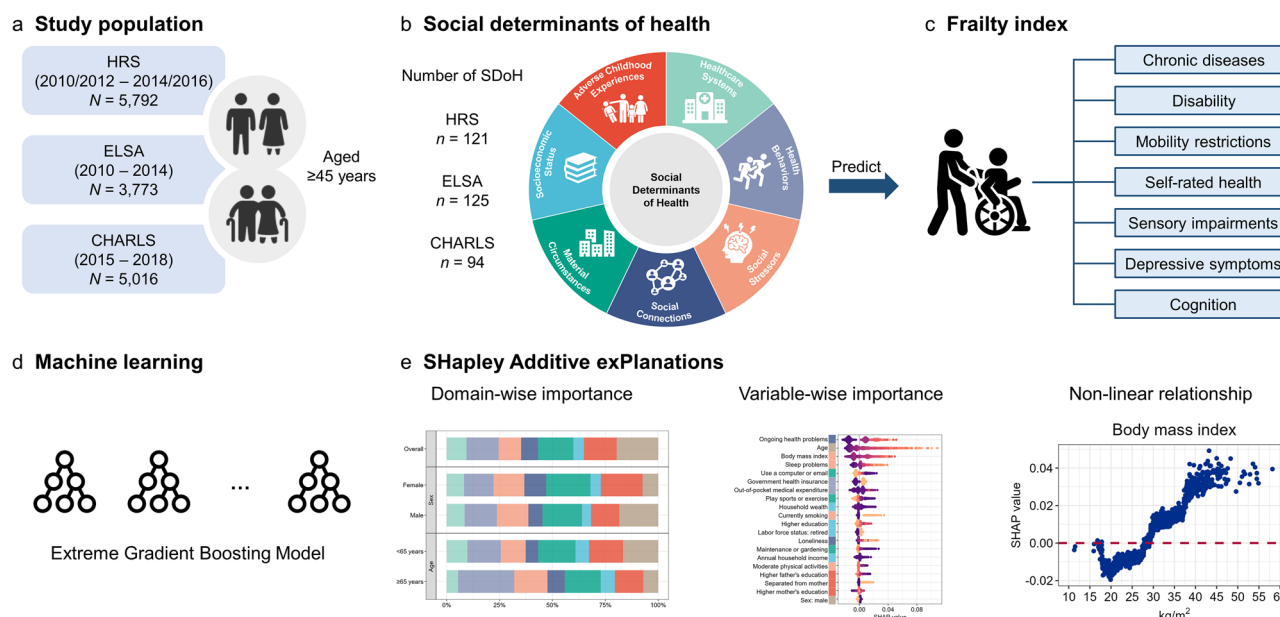 a Study population
HRS
(2010/2012 – 2014/2016)
N = 5,792
ELSA
(2010 – 2014)
N = 3,773
CHARLS
(2015 – 2018)
N = 5,016
Aged
≥45 years
b Social determinants of health
Number of SDoH
HRS
n = 121
ELSA
n = 125
CHARLS
n = 94
Adverse Childhood
Experiences
Healthcare
Systems
Health
Behaviors
Social
Stressors
Social
Connections
Material
Circumstances
Socioeconomic
Status
Social
Determinants
of Health
Predict
c Frailty index
Chronic diseases
Disability
Mobility restrictions
Self-rated health
Sensory impairments
Depressive symptoms
Cognition
d Machine learning
...
Extreme Gradient Boosting Model
e SHapley Additive exPlanations
Domain-wise importance
Overall
Sex
Female
Male
Age
<65 years
≥65 years
0% 25% 50% 75% 100%
Variable-wise importance
Ongoing health problems
Age
Body mass index
Sleep problems
Use a computer or email
Government health insurance
Out-of-pocket medical expenditure
Play sports or exercise
Household wealth
Currently smoking
Higher education
Labor force status: retired
Loneliness
Maintenance or gardening
Annual household income
Moderate physical activities
Higher father's education
Separated from mother
Higher mother's education
Sex: male
0.00 0.04 0.08
SHAP value
Non-linear relationship
Body mass index
SHAP value
0.04
0.02
0.00
-0.02
10 15 20 25 30 35 40 45 50 55
kg/m²